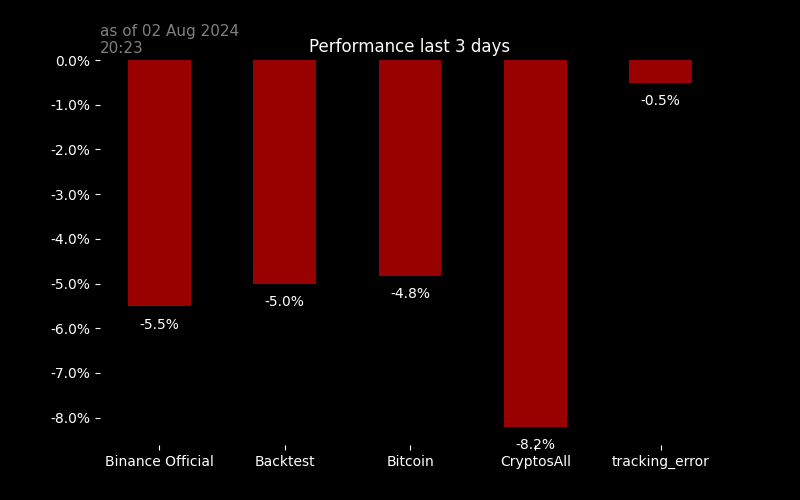 as of 02 Aug 2024
20:23
Performance last 3 days
0.0%
-1.0%
-2.0%
-3.0%
-4.0%
-5.0%
-6.0%
-7.0%
-8.0%
-5.5%
-5.0%
-4.8%
-8.2%
-0.5%
Binance Official
Backtest
Bitcoin
CryptosAll
tracking_error